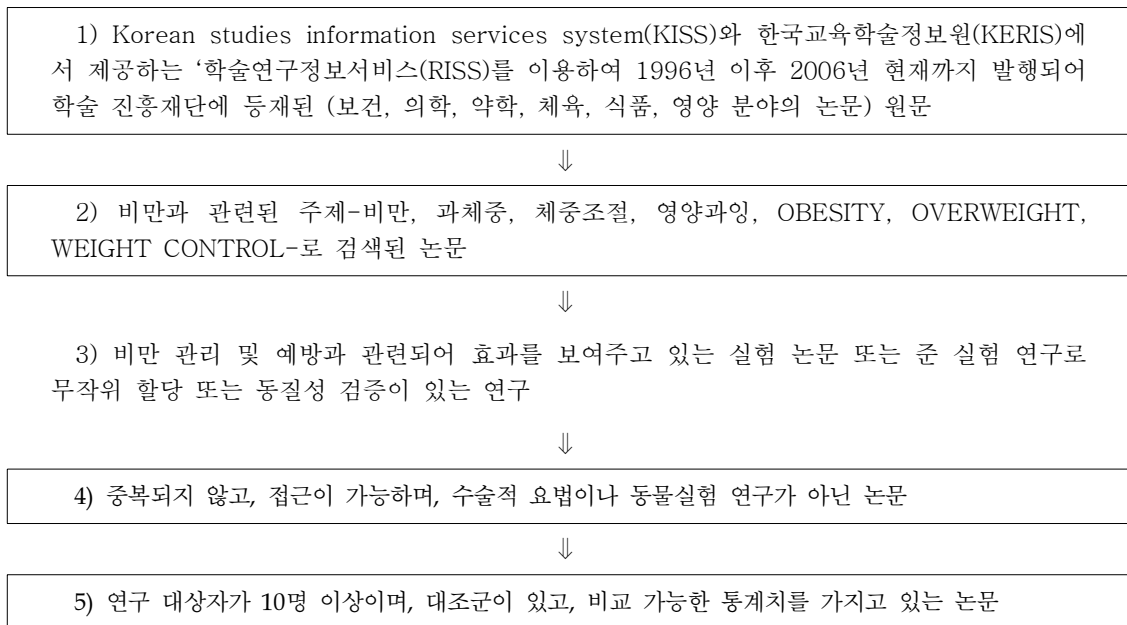 1) Korean studies information services system(KISS)와 한국교육학술정보원(KERIS)에
서 제공하는 ‘학술연구정보서비스(RISS)를 이용하여 1996년 이후 2006년 현재까지 발행되어
학술 진흥재단에 등재된 (보건, 의학, 약학, 체육, 식품, 영양 분야의 논문) 원문
⇓
2) 비만과 관련된 주제-비만, 과체중, 체중조절, 영양과잉, OBESITY, OVERWEIGHT,
WEIGHT CONTROL-로 검색된 논문
⇓
3) 비만 관리 및 예방과 관련되어 효과를 보여주고 있는 실험 논문 또는 준 실험 연구로
무작위 할당 또는 동질성 검증이 있는 연구
⇓
4) 중복되지 않고, 접근이 가능하며, 수술적 요법이나 동물실험 연구가 아닌 논문
⇓
5) 연구 대상자가 10명 이상이며, 대조군이 있고, 비교 가능한 통계치를 가지고 있는 논문